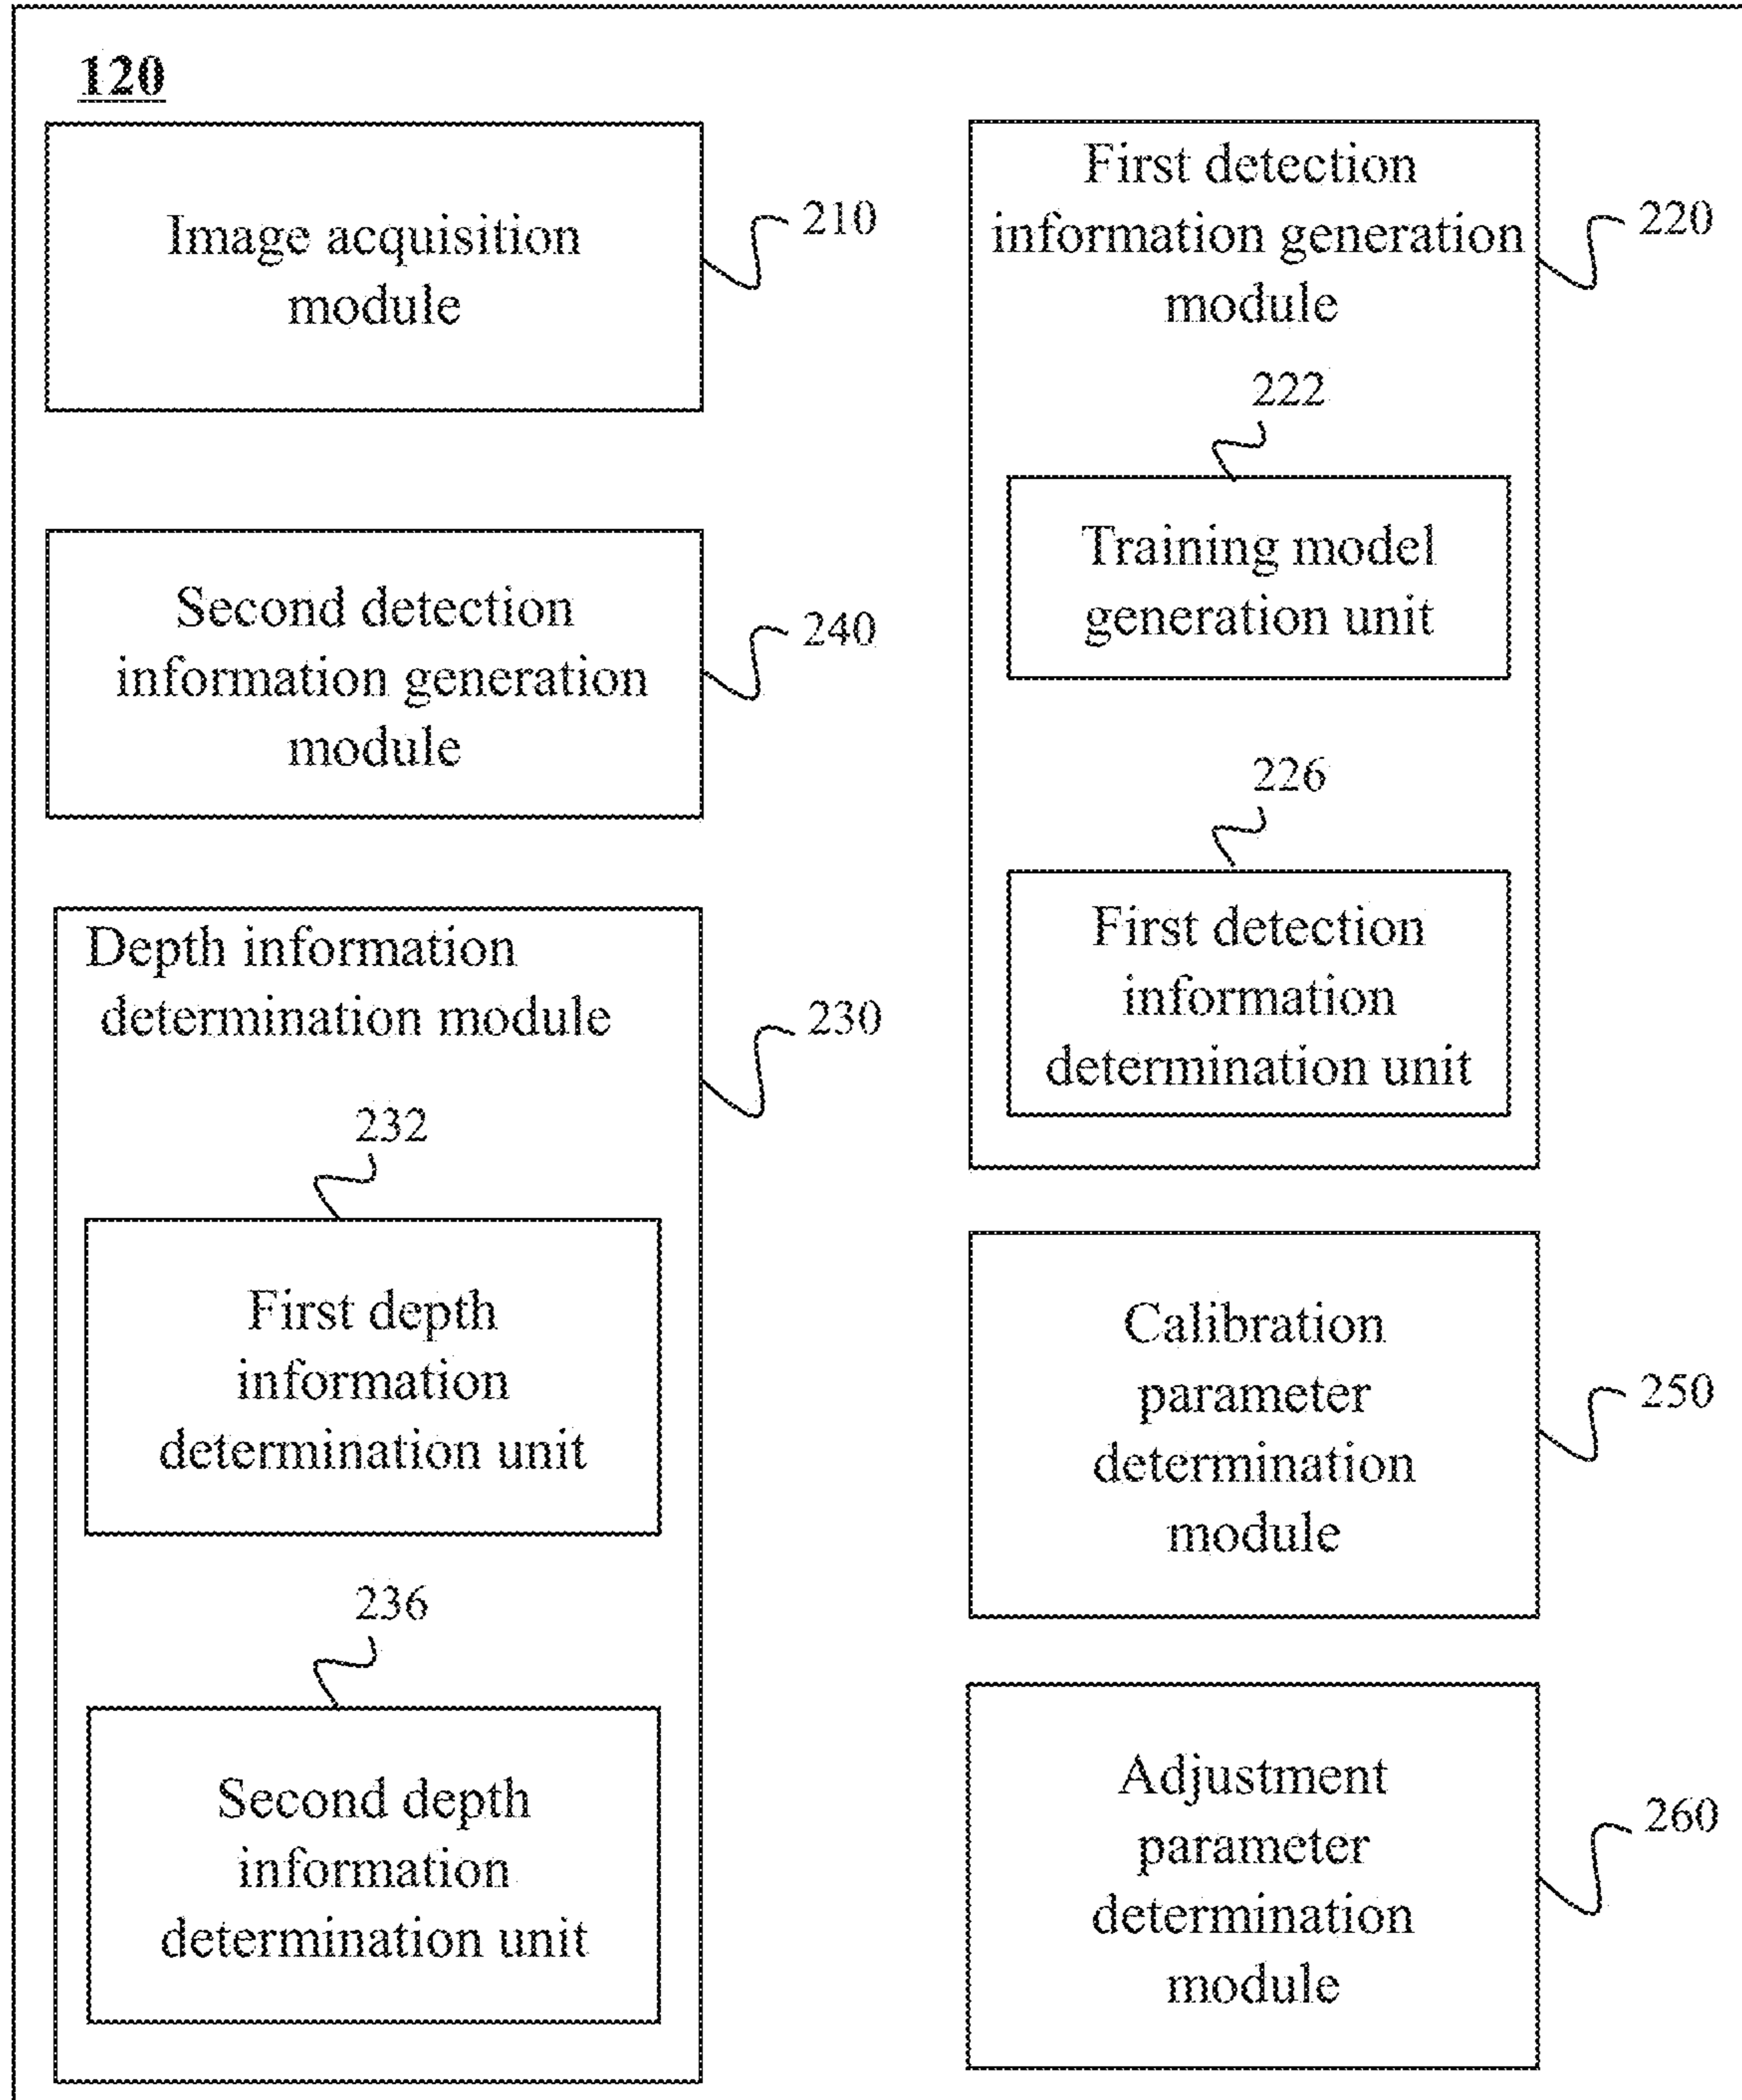 120
Image acquisition
module
210
Second detection
information generation
module
240
Depth information
determination module
230
232
First depth
information
determination unit
236
Second depth
information
determination unit
First detection
information generation
module
220
222
Training model
generation unit
226
First detection
information
determination unit
Calibration
parameter
determination
module
250
Adjustment
parameter
determination
module
260